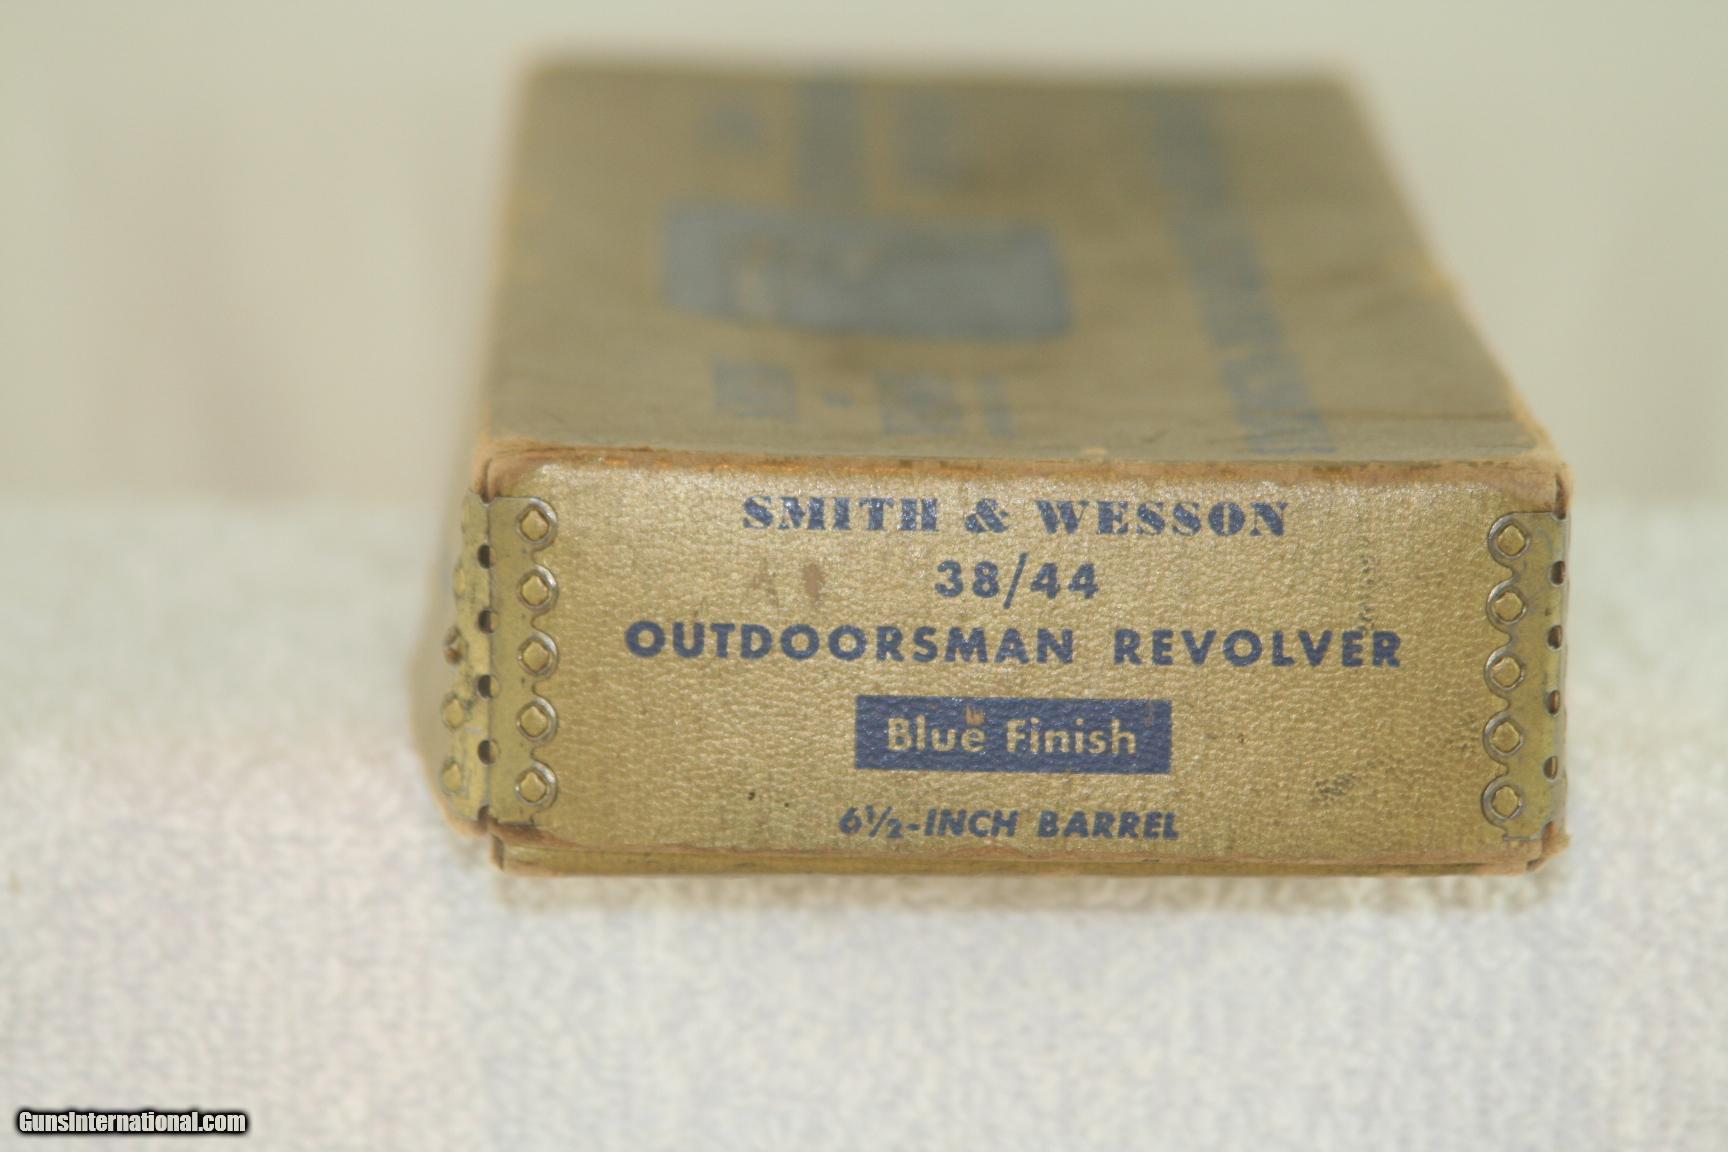 SMITH & WESSON
38/44
OUTDOORSMAN REVOLVER
Blue Finish
6½-INCH BARREL
GunsInternational.com